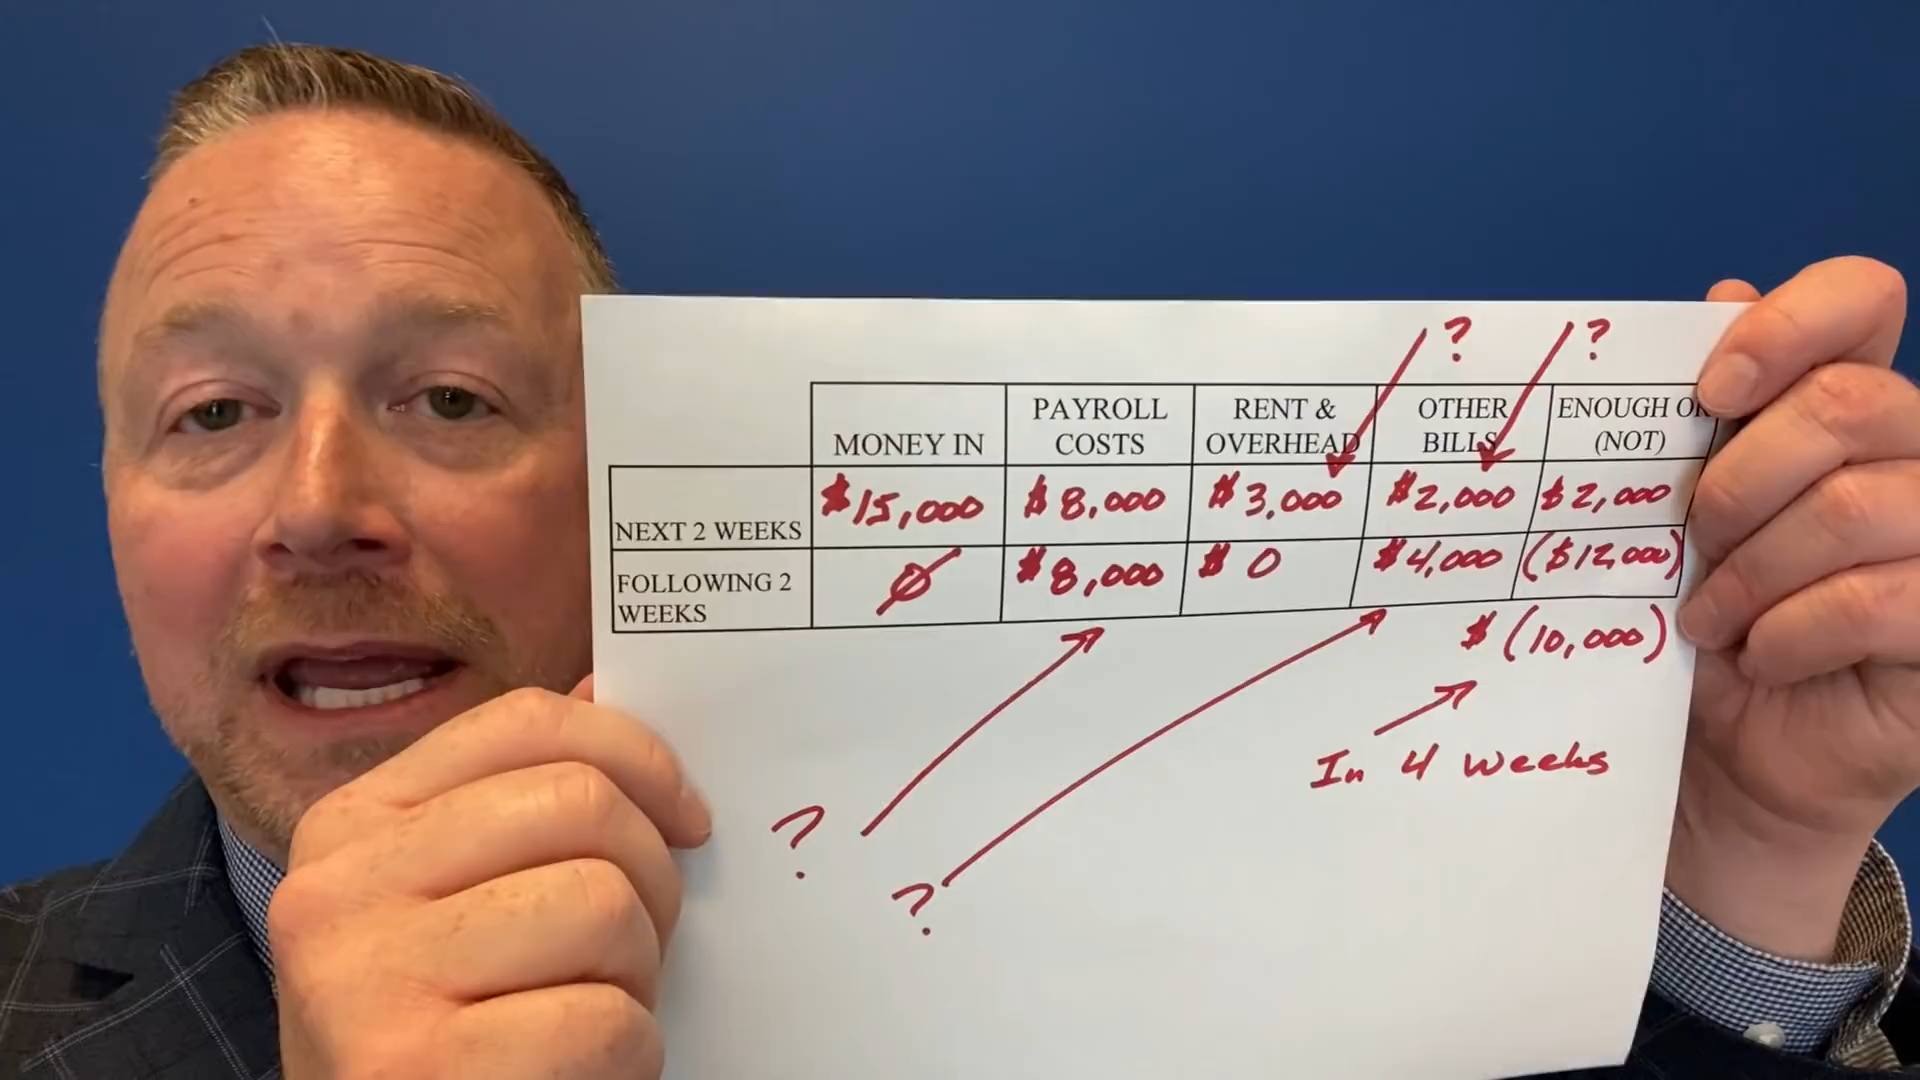 ? ?
MONEY IN
PAYROLL
COSTS
RENT &
OVERHEAD
OTHER
BILLS
ENOUGH OR
(NOT)
NEXT 2 WEEKS
$15,000 $8,000 $3,000 $2,000 $2,000
FOLLOWING 2
WEEKS
0 $8,000 $0 $4,000 ($12,000)
$(10,000)
In 4 weeks
?
?